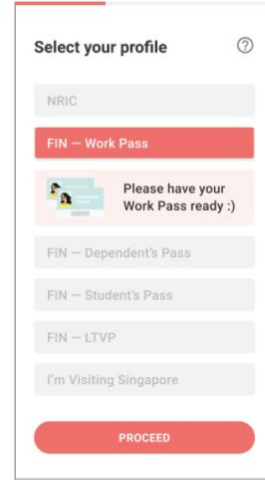 Select your profile
NRIC
FIN — Work Pass
Please have your
Work Pass ready :)
FIN — Dependent's Pass
FIN — Student's Pass
FIN — LTVP
I'm Visiting Singapore
PROCEED